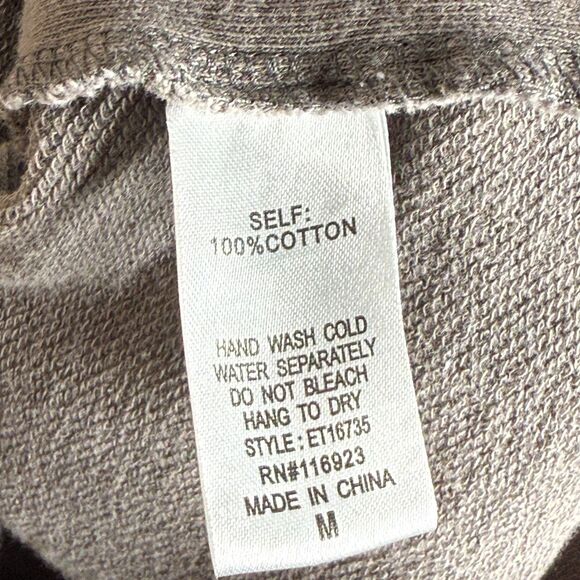 SELF:
100%COTTON
HAND WASH COLD
WATER SEPARATELY
DO NOT BLEACH
HANG TO DRY
STYLE: ET16735
RN#116923
MADE IN CHINA
M